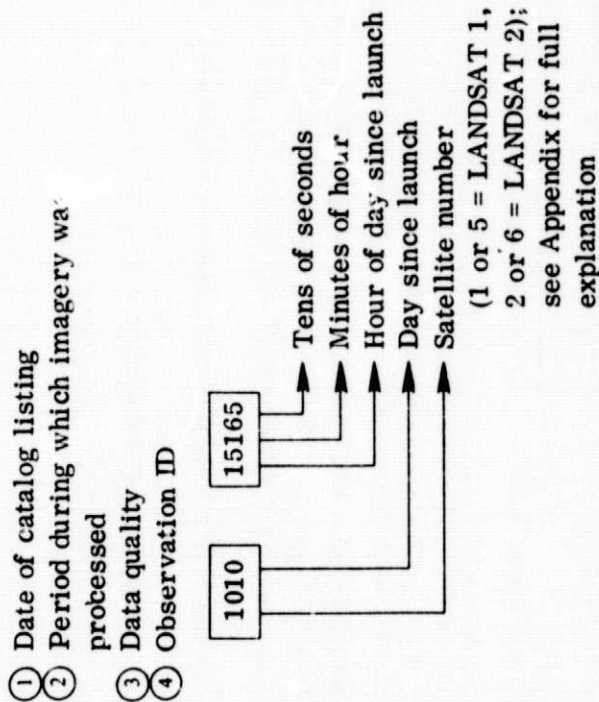 ① Date of catalog listing
② Period during which imagery wa
processed
③ Data quality
④ Observation ID
1010
15165
Tens of seconds
Minutes of hour
Hour of day since launch
Day since launch
Satellite number
(1 or 5 = LANDSAT 1,
2 or 6 = LANDSAT 2);
see Appendix for full
explanation